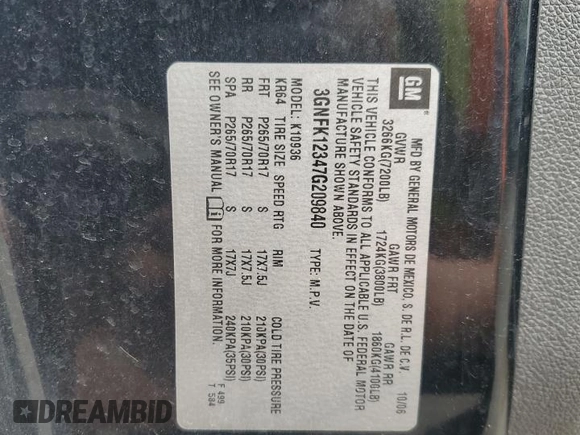 GM
MFD BY GENERAL MOTORS DE MEXICO, S. DE R.L. DE C.V.
10/06
GVWR GAWR FRT GAWR RR
3266KG(7200LB) 1724KG(3800LB) 1860KG(4100LB)
THIS VEHICLE CONFORMS TO ALL APPLICABLE U.S. FEDERAL MOTOR
VEHICLE SAFETY STANDARDS IN EFFECT ON THE DATE OF
MANUFACTURE SHOWN ABOVE.
3GNFK12347G209840 TYPE: M.P.V.
MODEL: K10936
KR64 TIRE SIZE SPEED RTG RIM COLD TIRE PRESSURE
FRT P265/70R17 S 17X7.5J 210KPA(30PSI)
RR P265/70R17 S 17X7.5J 210KPA(30PSI)
SPA P265/70R17 S 17X7J 240KPA(35PSI)
SEE OWNER'S MANUAL i FOR MORE INFORMATION.
F 499
T 584
DREAMBID